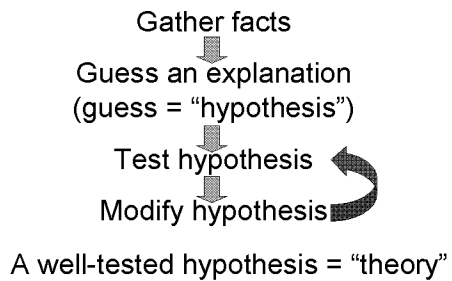 Gather facts
Guess an explanation
(guess = “hypothesis”)
Test hypothesis
Modify hypothesis
A well-tested hypothesis = “theory”